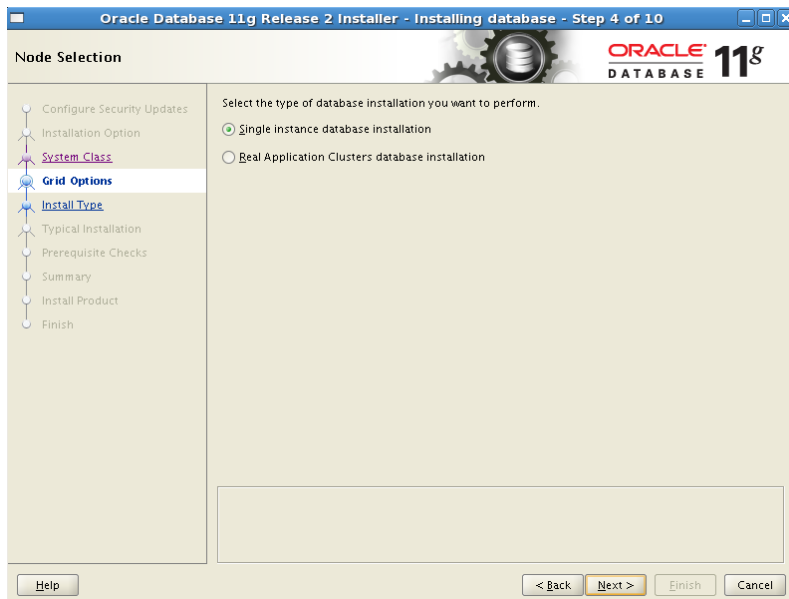 Oracle Database 11g Release 2 Installer - Installing database - Step 4 of 10
Node Selection
ORACLE
DATABASE
11g
Configure Security Updates
Installation Option
System Class
Grid Options
Install Type
Typical Installation
Prerequisite Checks
Summary
Install Product
Finish
Select the type of database installation you want to perform.
Single instance database installation
Real Application Clusters database installation
Help
< Back
Next >
Finish
Cancel